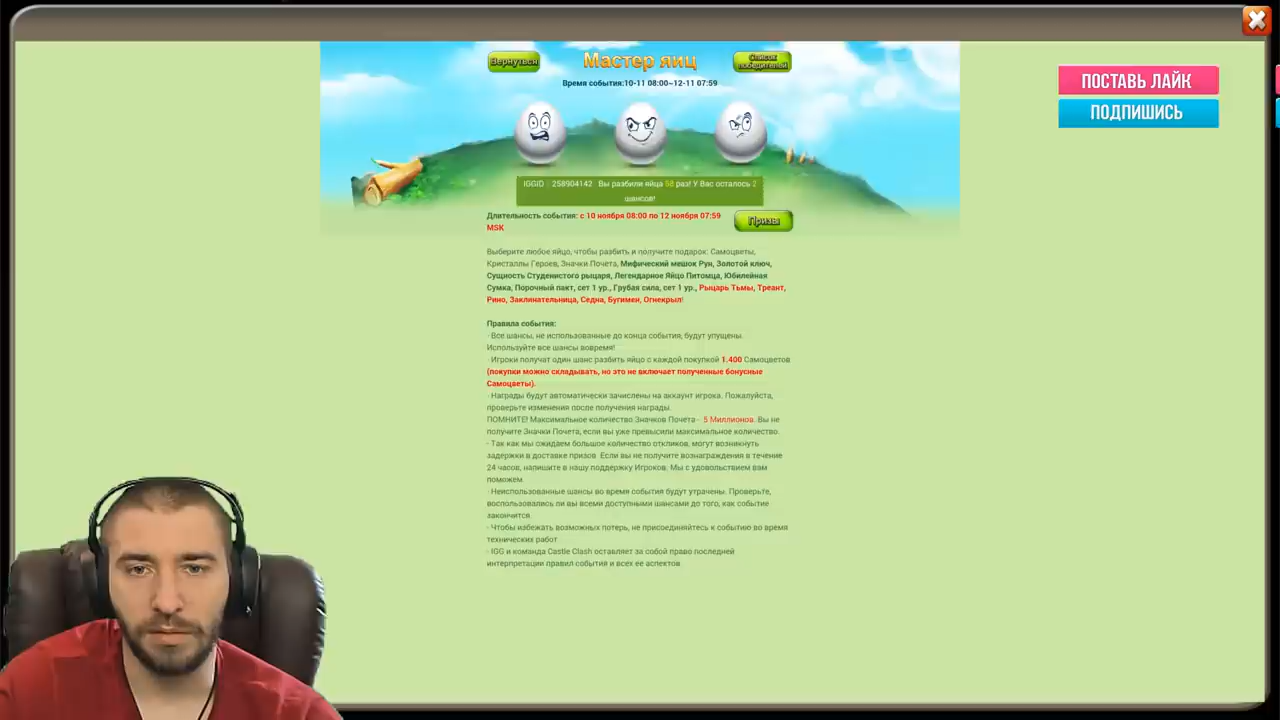 Вернуться
Мастер яиц
Список
победителей
Время события:10-11 08:00~12-11 07:59
IGGID : 258904142 Вы разбили яйца 58 раз! У Вас осталось 2
шансов!
Длительность события: с 10 ноября 08:00 по 12 ноября 07:59
MSK
Призы
Выберите любое яйцо, чтобы разбить и получите подарок: Самоцветы,
Кристаллы Героев, Значки Почёта, Мифический мешок Рун, Золотой ключ,
Сущность Студенистого рыцаря, Легендарное Яйцо Питомца, Юбилейная
Сумка, Порочный пакт, сет 1 ур., Грубая сила, сет 1 ур., Рыцарь Тьмы, Треант,
Рино, Заклинательница, Седна, Бугимен, Огнекрыл!
Правила события:
· Все шансы, не использованные до конца события, будут упущены.
Используйте все шансы вовремя!
· Игроки получат один шанс разбить яйцо с каждой покупкой 1.400 Самоцветов
(покупки можно складывать, но это не включает полученные бонусные
Самоцветы).
· Награды будут автоматически зачислены на аккаунт игрока. Пожалуйста,
проверьте изменения после получения награды.
ПОМНИТЕ! Максимальное количество Значков Почета - 5 Миллионов. Вы не
получите Значки Почета, если вы уже превысили максимальное количество.
- Так как мы ожидаем большое количество откликов, могут возникнуть
задержки в доставке призов. Если вы не получите вознаграждения в течение
24 часов, напишите в нашу поддержку Игроков. Мы с удовольствием вам
поможем.
· Неиспользованные шансы во время события будут утрачены. Проверьте,
воспользовались ли вы всеми доступными шансами до того, как событие
закончится.
- Чтобы избежать возможных потерь, не присоединяйтесь к событию во время
технических работ.
- IGG и команда Castle Clash оставляет за собой право последней
интерпретации правил события и всех ее аспектов.
ПОСТАВЬ ЛАЙК
ПОДПИШИСЬ